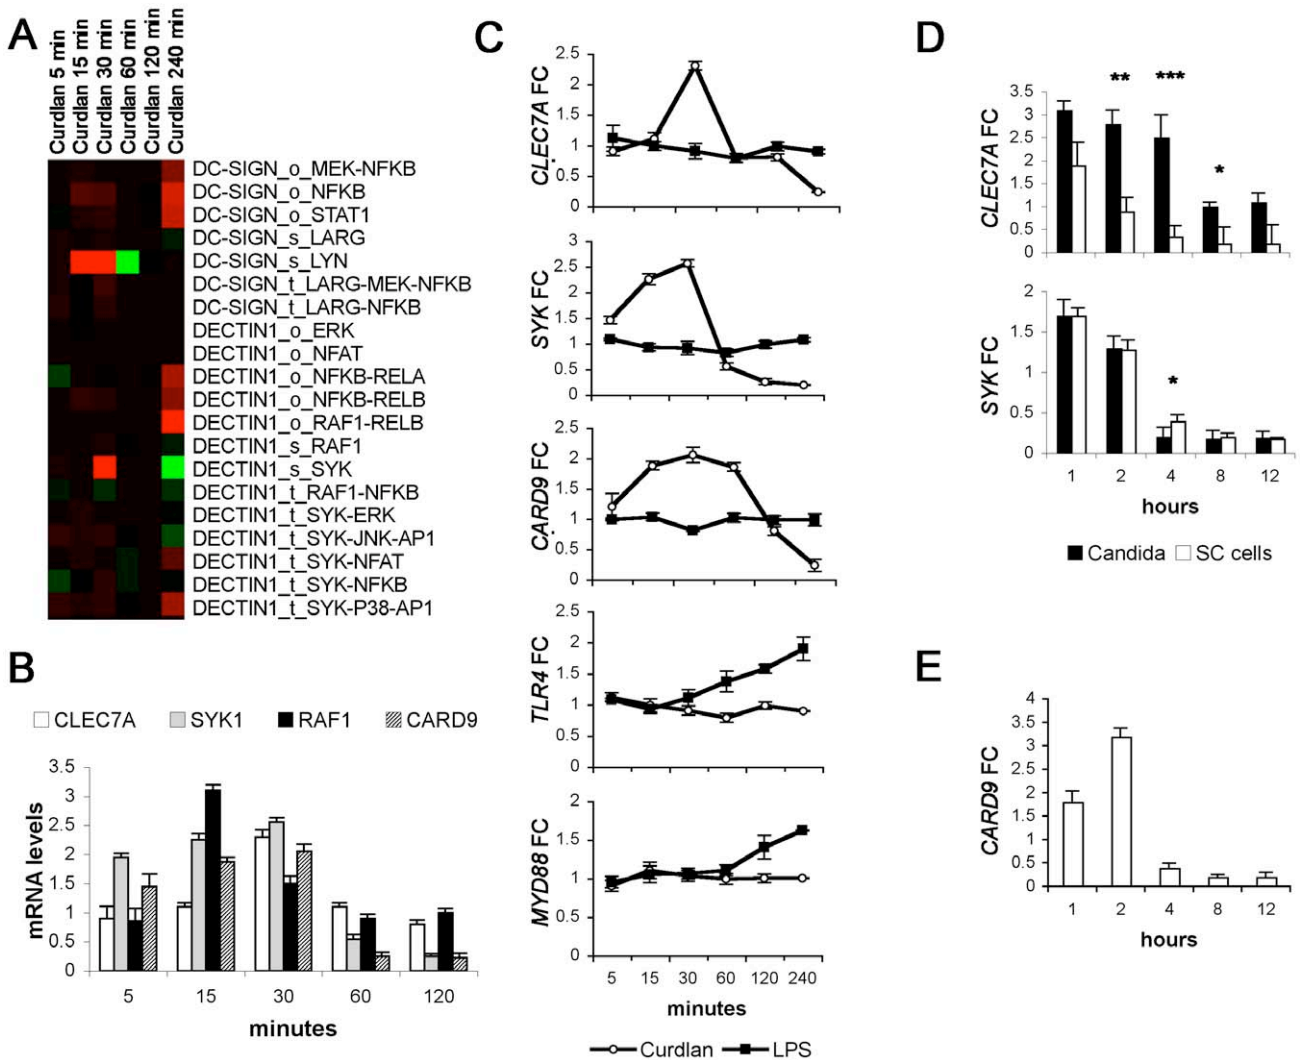 A
Curdlan 5 min
Curdlan 15 min
Curdlan 30 min
Curdlan 60 min
Curdlan 120 min
Curdlan 240 min
DC-SIGN_o_MEK-NFKB
DC-SIGN_o_NFKB
DC-SIGN_o_STAT1
DC-SIGN_s_LARG
DC-SIGN_s_LYN
DC-SIGN_t_LARG-MEK-NFKB
DC-SIGN_t_LARG-NFKB
DECTIN1_o_ERK
DECTIN1_o_NFAT
DECTIN1_o_NFKB-RELA
DECTIN1_o_NFKB-RELB
DECTIN1_o_RAF1-RELB
DECTIN1_s_RAF1
DECTIN1_s_SYK
DECTIN1_t_RAF1-NFKB
DECTIN1_t_SYK-ERK
DECTIN1_t_SYK-JNK-AP1
DECTIN1_t_SYK-NFAT
DECTIN1_t_SYK-NFKB
DECTIN1_t_SYK-P38-AP1
B
CLEC7A SYK1 RAF1 CARD9
mRNA levels
3.5
3
2.5
2
1.5
1
0.5
0
5 15 30 60 120
minutes
C
CLEC7A FC
2.5
2
1.5
1
0.5
0
SYK FC
3
2.5
2
1.5
1
0.5
0
CARD9 FC
2.5
2
1.5
1
0.5
0
TLR4 FC
2.5
2
1.5
1
0.5
0
MYD88 FC
2
1.5
1
0.5
0
5 15 30 60 120 240
minutes
Curdlan LPS
D
CLEC7A FC
3.5
3
2.5
2
1.5
1
0.5
0
** *** *
SYK FC
2
1.5
1
0.5
0
*
1 2 4 8 12
hours
Candida SC cells
E
CARD9 FC
4
3.5
3
2.5
2
1.5
1
0.5
0
1 2 4 8 12
hours